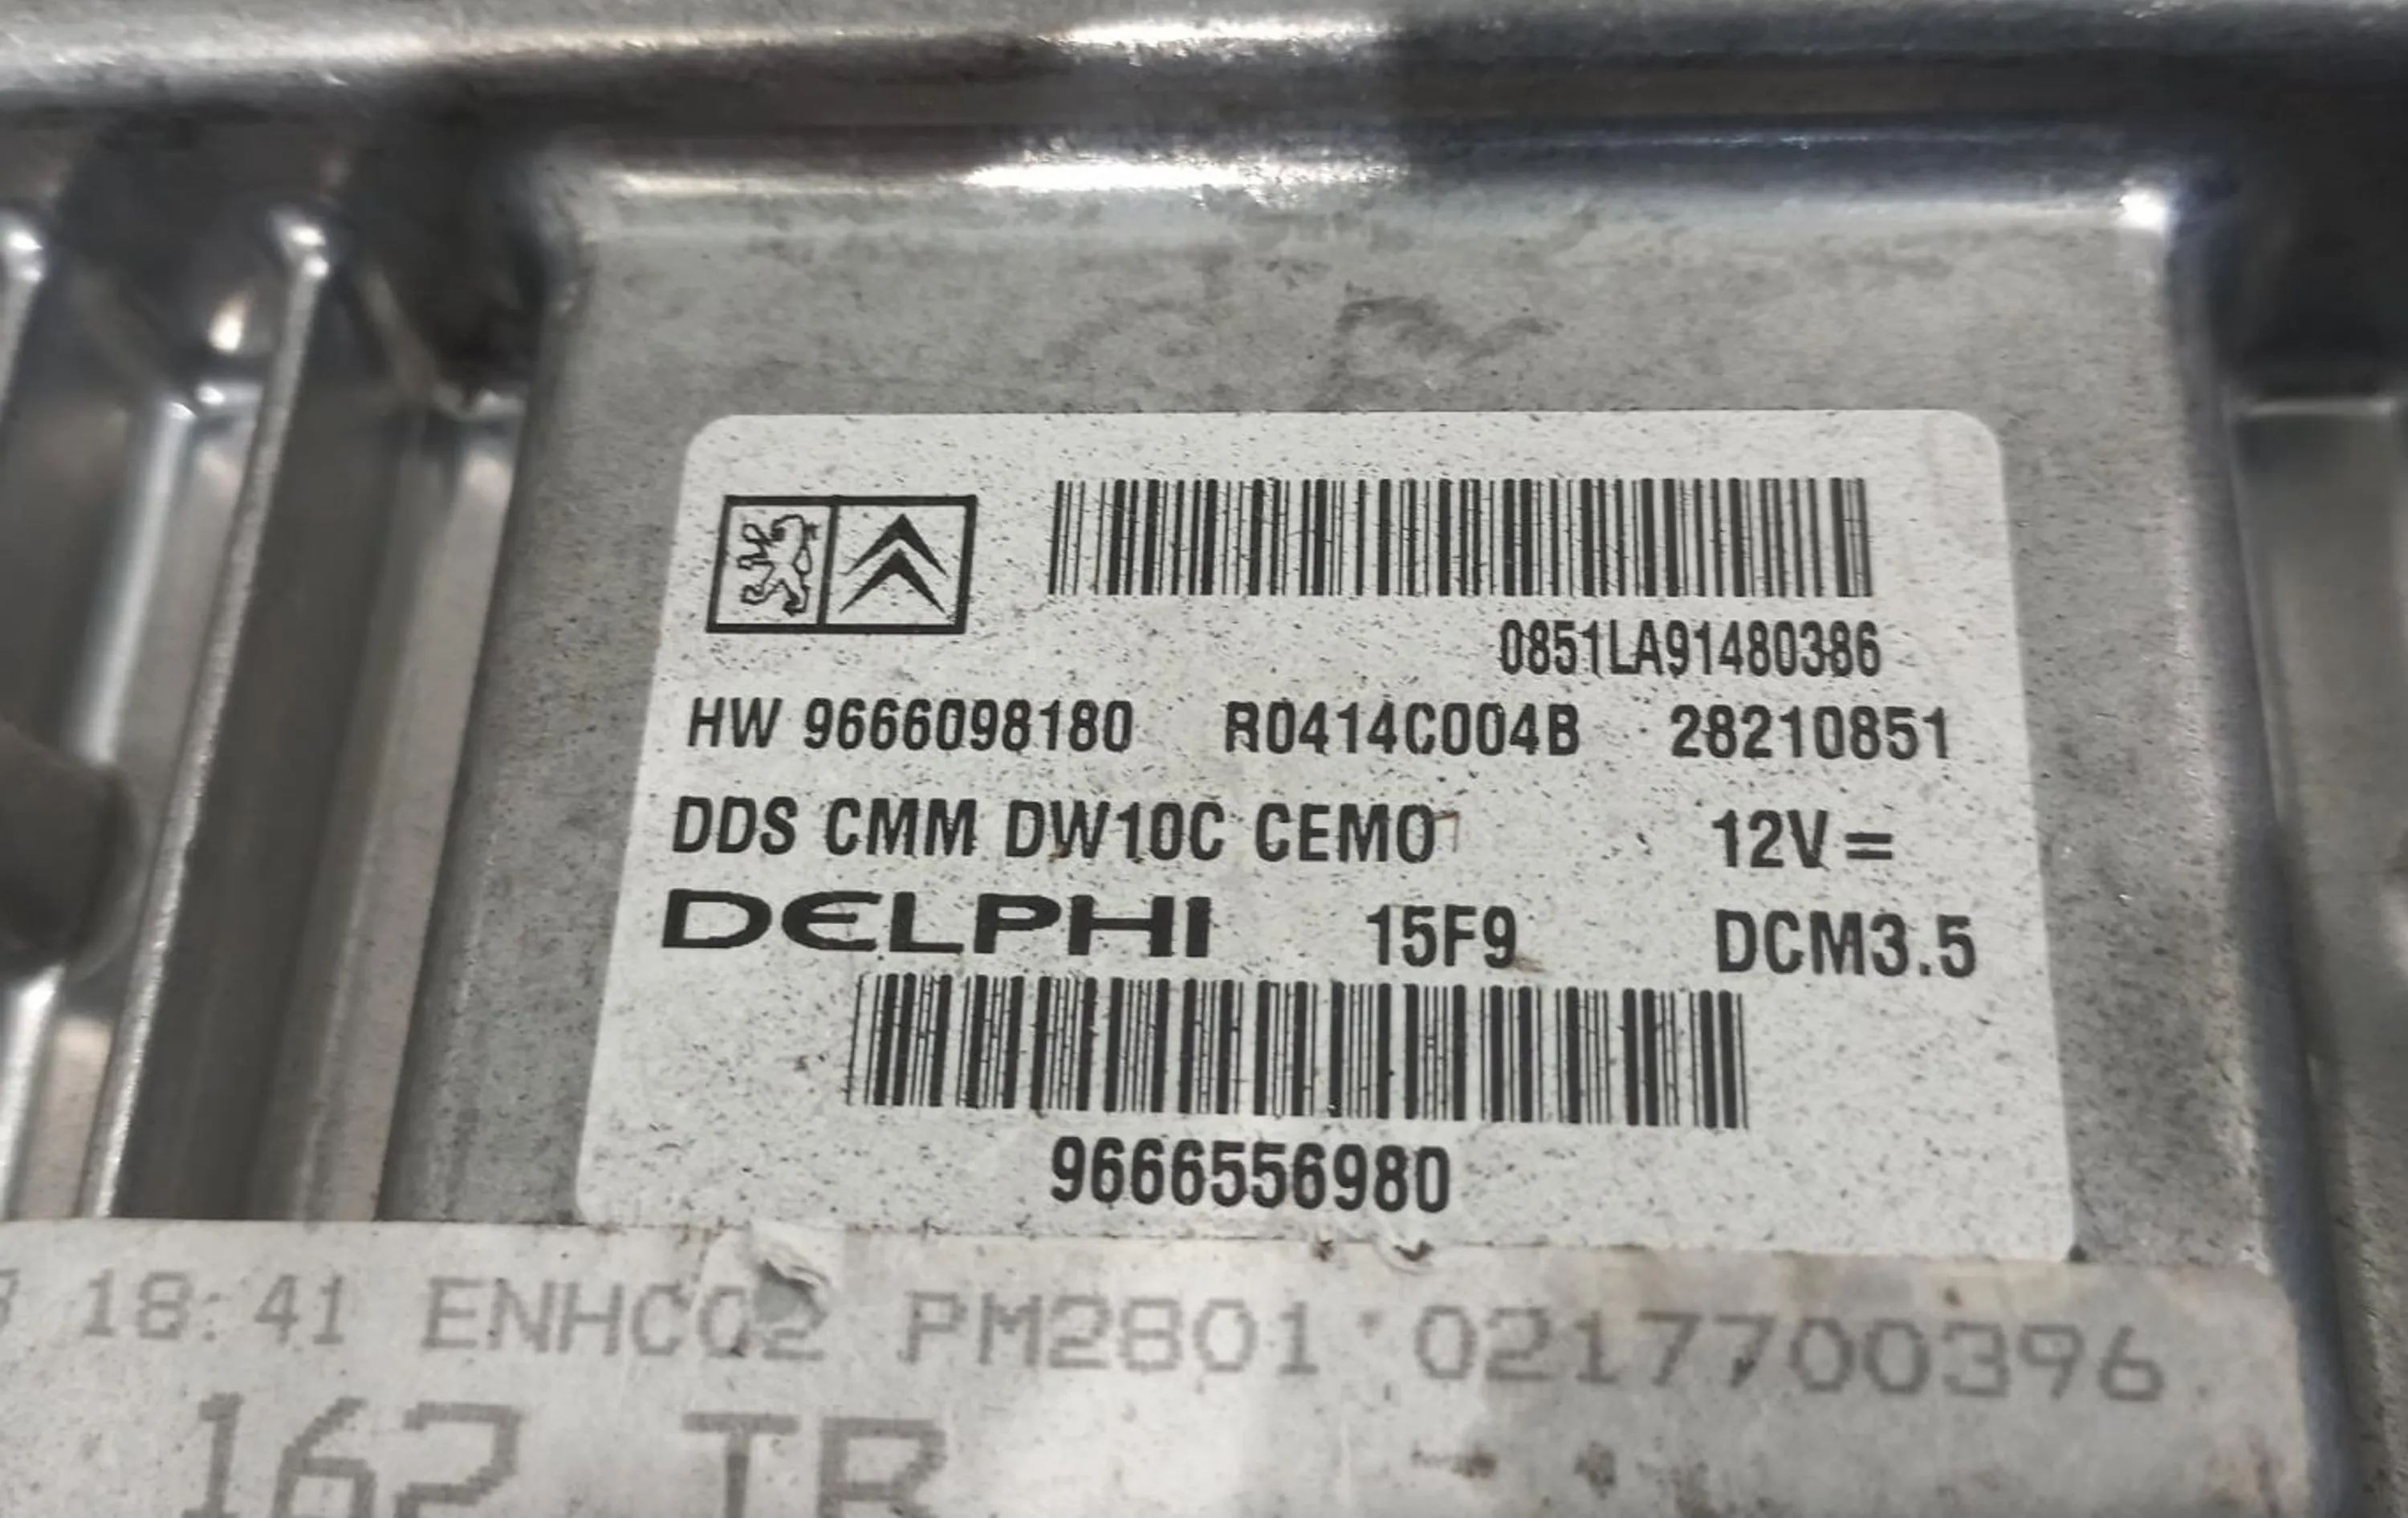 0851LA91480386
HW 9666098180 R0414C004B 28210851
DDS CMM DW10C CEM0 12V =
DELPHI 15F9 DCM3.5
9666556980
18:41 ENHC02 PM2801 0217700396
162 TR